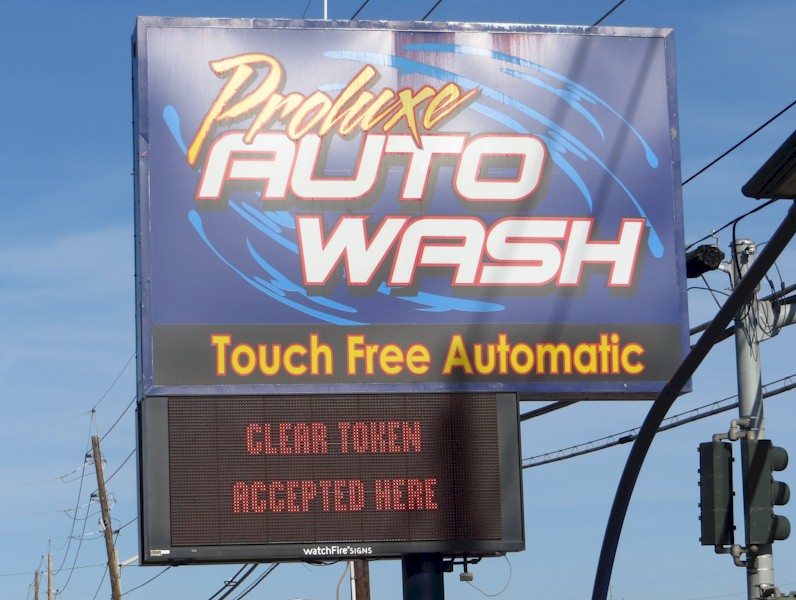 Proluxe
AUTO
WASH
Touch Free Automatic
CLEAR TOKEN
ACCEPTED HERE
watchFire SIGNS